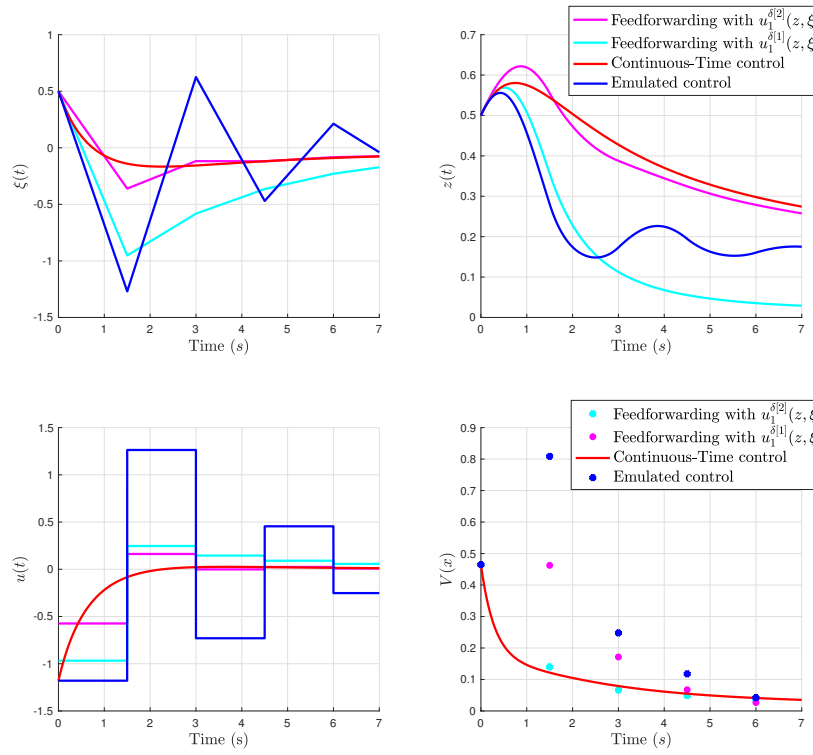 1
0.5
0
-0.5
-1
-1.5
0 1 2 3 4 5 6 7
ξ(t)
Time (s)
Feedforwarding with u₁^δ[2](z, ξ
Feedforwarding with u₁^δ[1](z, ξ
Continuous-Time control
Emulated control
0.7
0.6
0.5
0.4
0.3
0.2
0.1
0
0 1 2 3 4 5 6 7
z(t)
Time (s)
1.5
1
0.5
0
-0.5
-1
-1.5
0 1 2 3 4 5 6 7
u(t)
Time (s)
Feedforwarding with u₁^δ[2](z, ξ
Feedforwarding with u₁^δ[1](z, ξ
Continuous-Time control
Emulated control
0.9
0.8
0.7
0.6
0.5
0.4
0.3
0.2
0.1
0
0 1 2 3 4 5 6 7
V(x)
Time (s)